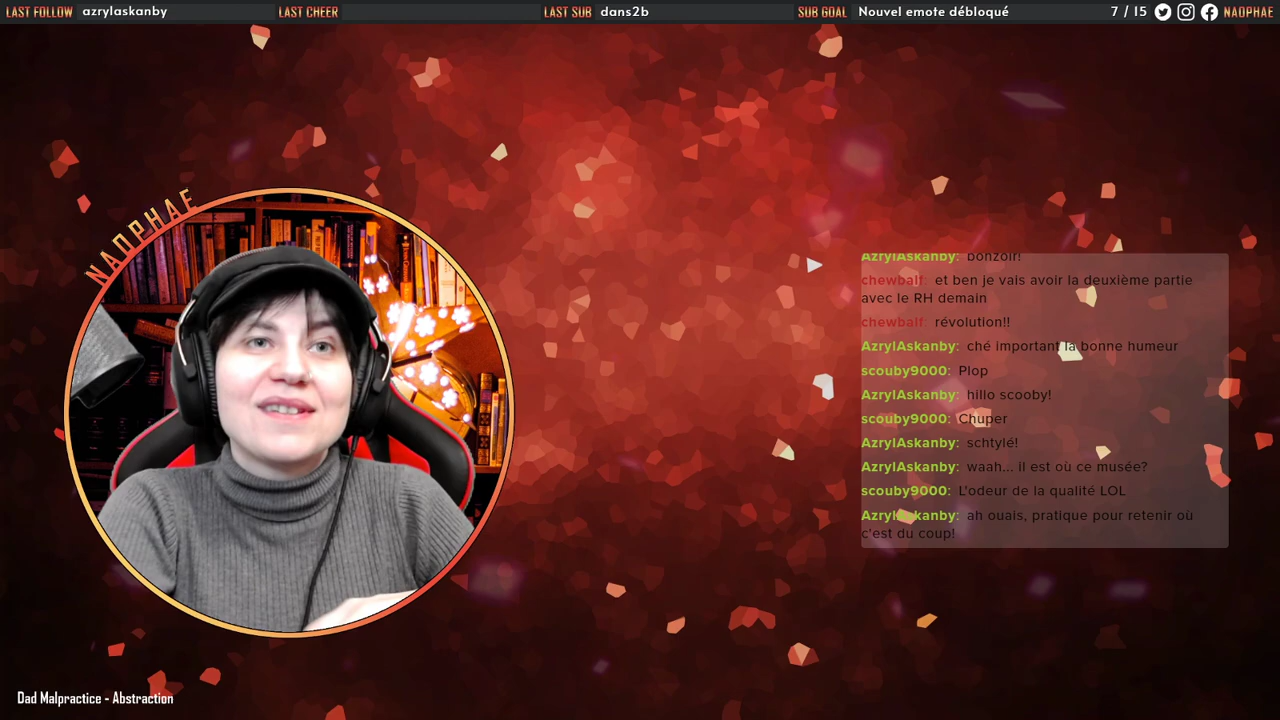 LAST FOLLOW azrylaskanby LAST CHEER LAST SUB dans2b SUB GOAL Nouvel emote débloqué 7 / 15 NAOPHAE
NAOPHAE
AzrylAskanby: bonzoir!
chewbalf: et ben je vais avoir la deuxième partie
avec le RH demain
chewbalf: révolution!!
AzrylAskanby: ché important la bonne humeur
scouby9000: Plop
AzrylAskanby: hillo scooby!
scouby9000: Chuper
AzrylAskanby: schtylé!
AzrylAskanby: waah... il est où ce musée?
scouby9000: L'odeur de la qualité LOL
AzrylAskanby: ah ouais, pratique pour retenir où
c'est du coup!
Dad Malpractice - Abstraction